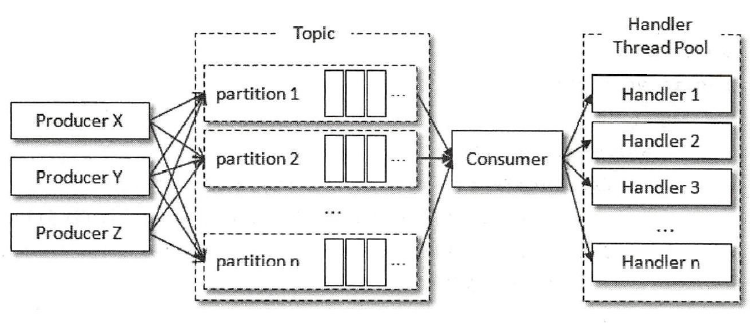 Topic
Handler
Thread Pool
Producer X
Producer Y
Producer Z
partition 1
...
partition 2
...
...
partition n
...
Consumer
Handler 1
Handler 2
Handler 3
...
Handler n